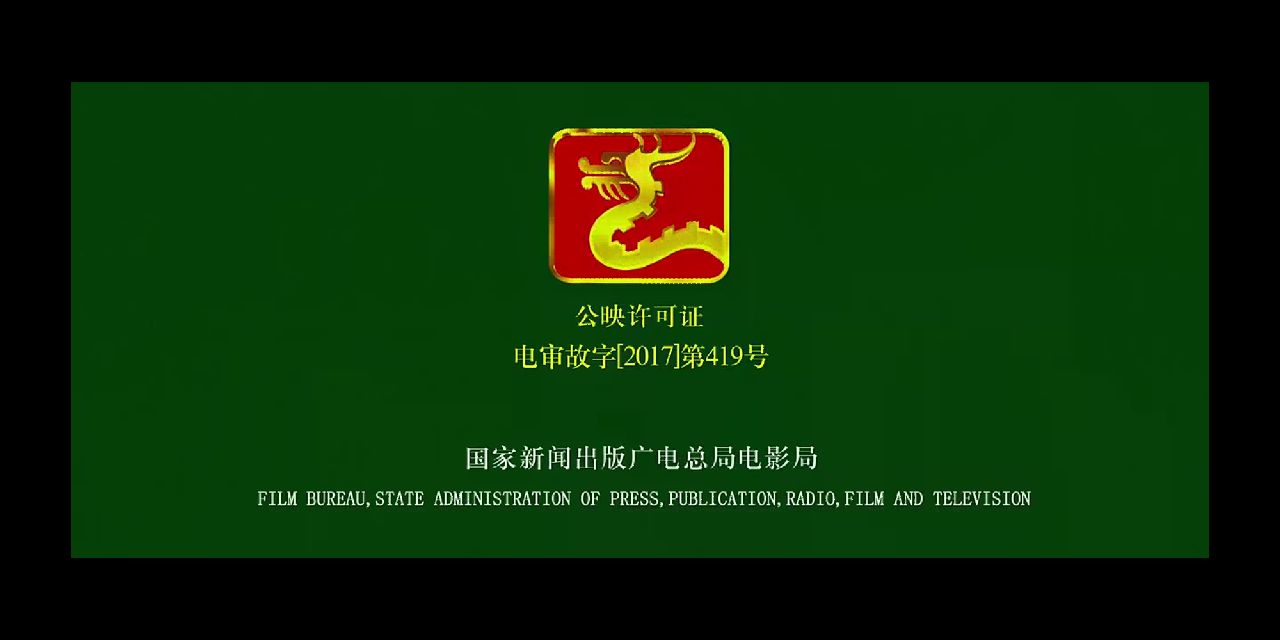 公映许可证
电审故字[2017]第419号
国家新闻出版广电总局电影局
FILM BUREAU,STATE ADMINISTRATION OF PRESS,PUBLICATION,RADIO,FILM AND TELEVISION